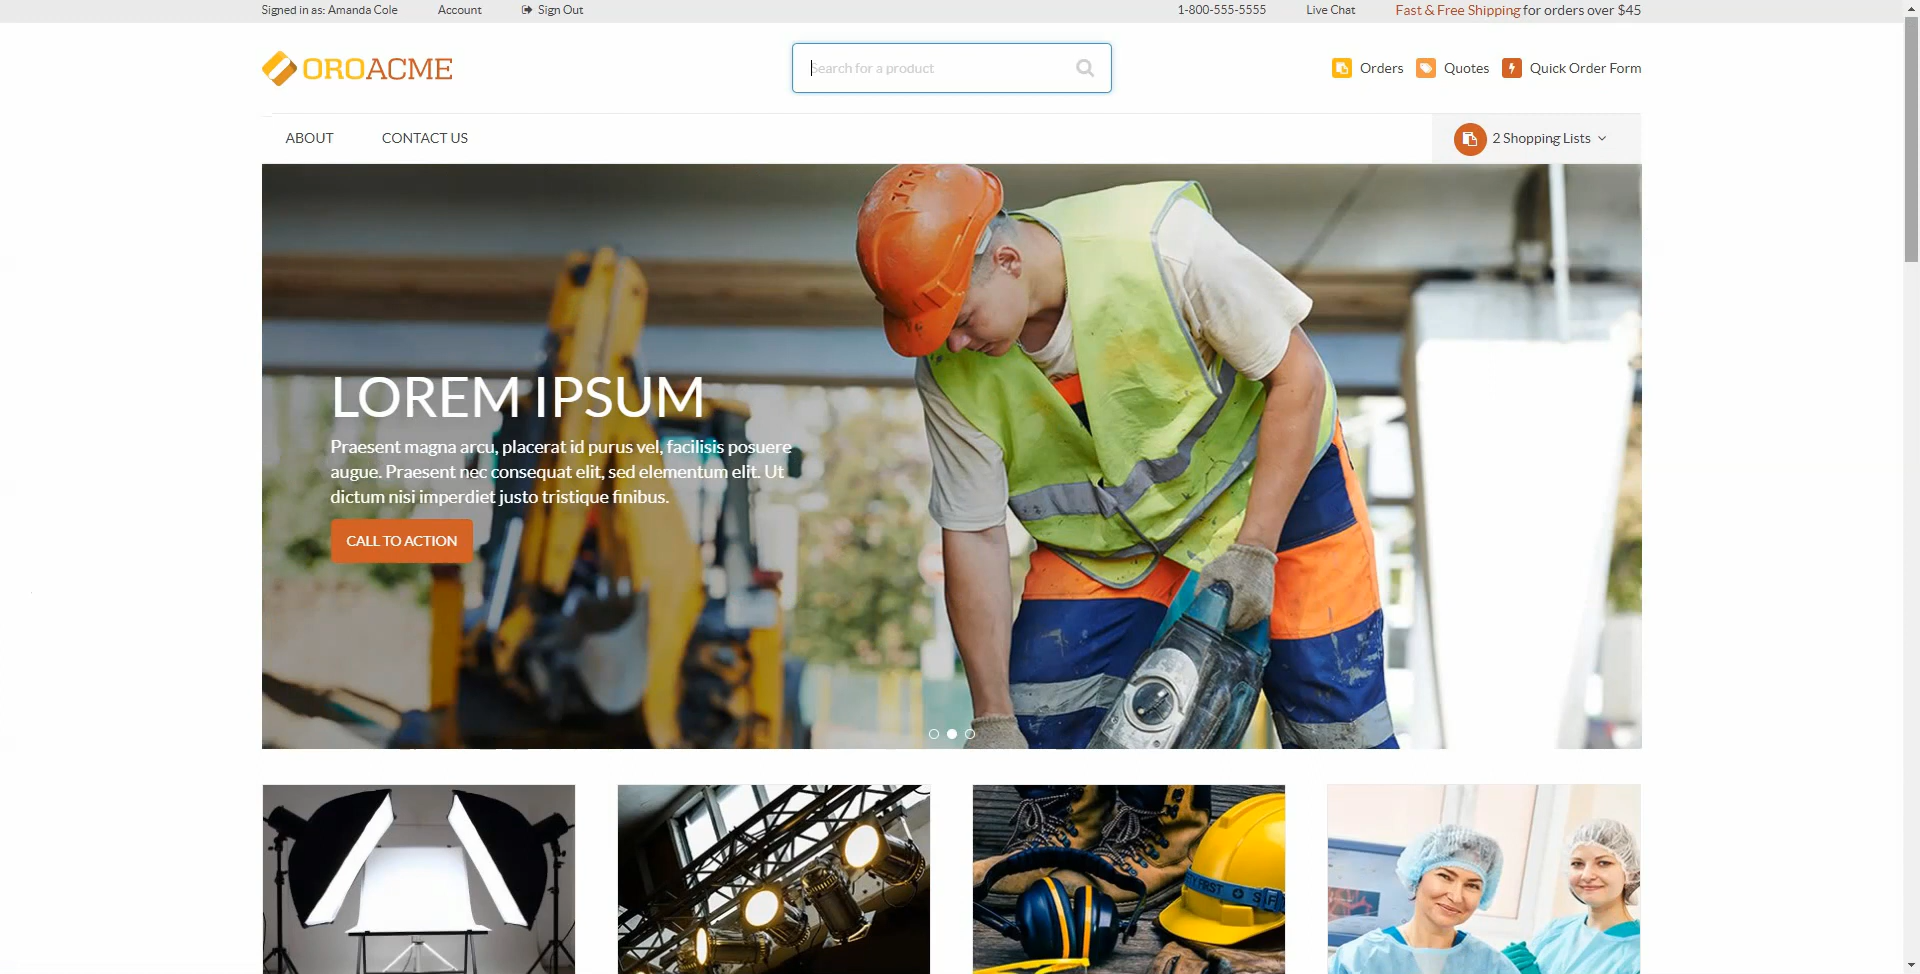 Signed in as: Amanda Cole Account Sign Out 1-800-555-5555 Live Chat Fast & Free Shipping for orders over $45
OROACME Search for a product Orders Quotes Quick Order Form
ABOUT CONTACT US 2 Shopping Lists
LOREM IPSUM
Praesent magna arcu, placerat id purus vel, facilisis posuere
augue. Praesent nec consequat elit, sed elementum elit. Ut
dictum nisi imperdiet justo tristique finibus.
CALL TO ACTION